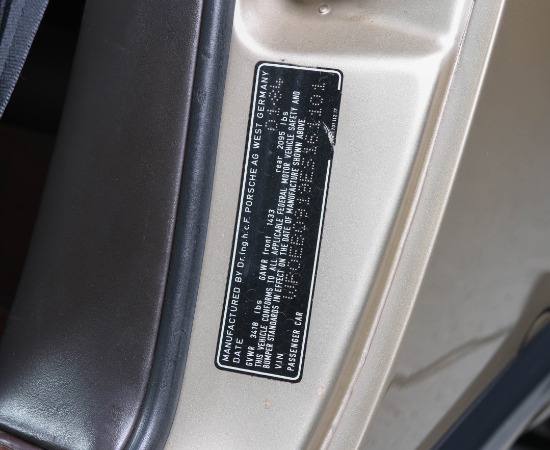 MANUFACTURED BY Dr.Ing.h.c.F. PORSCHE AG WEST GERMANY
DATE
GVWR 3418 lbs GAWR front 1433 rear 2095 lbs
THIS VEHICLE CONFORMS TO ALL APPLICABLE FEDERAL MOTOR VEHICLE SAFETY AND
BUMPER STANDARDS IN EFFECT ON THE DATE OF MANUFACTURE SHOWN ABOVE
VIN
PASSENGER CAR